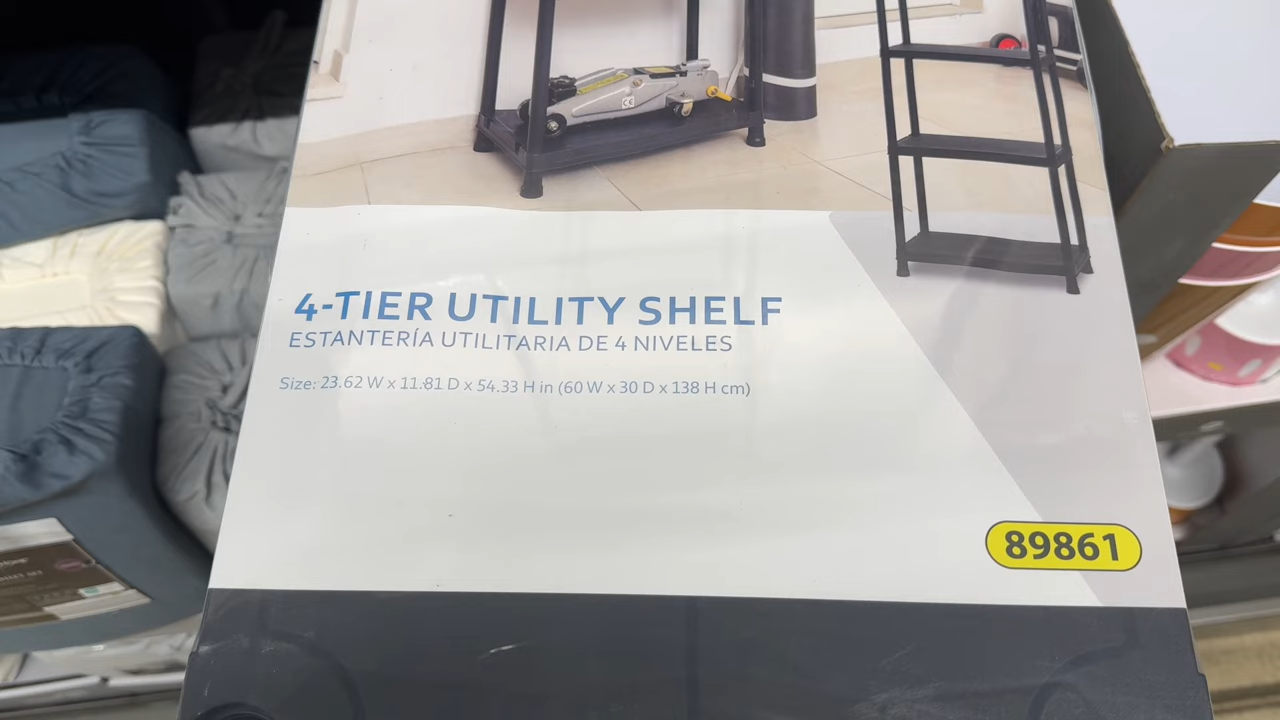 CE
4-TIER UTILITY SHELF
ESTANTERÍA UTILITARIA DE 4 NIVELES
Size: 23.62 W x 11.81 D x 54.33 H in (60 W x 30 D x 138 H cm)
89861